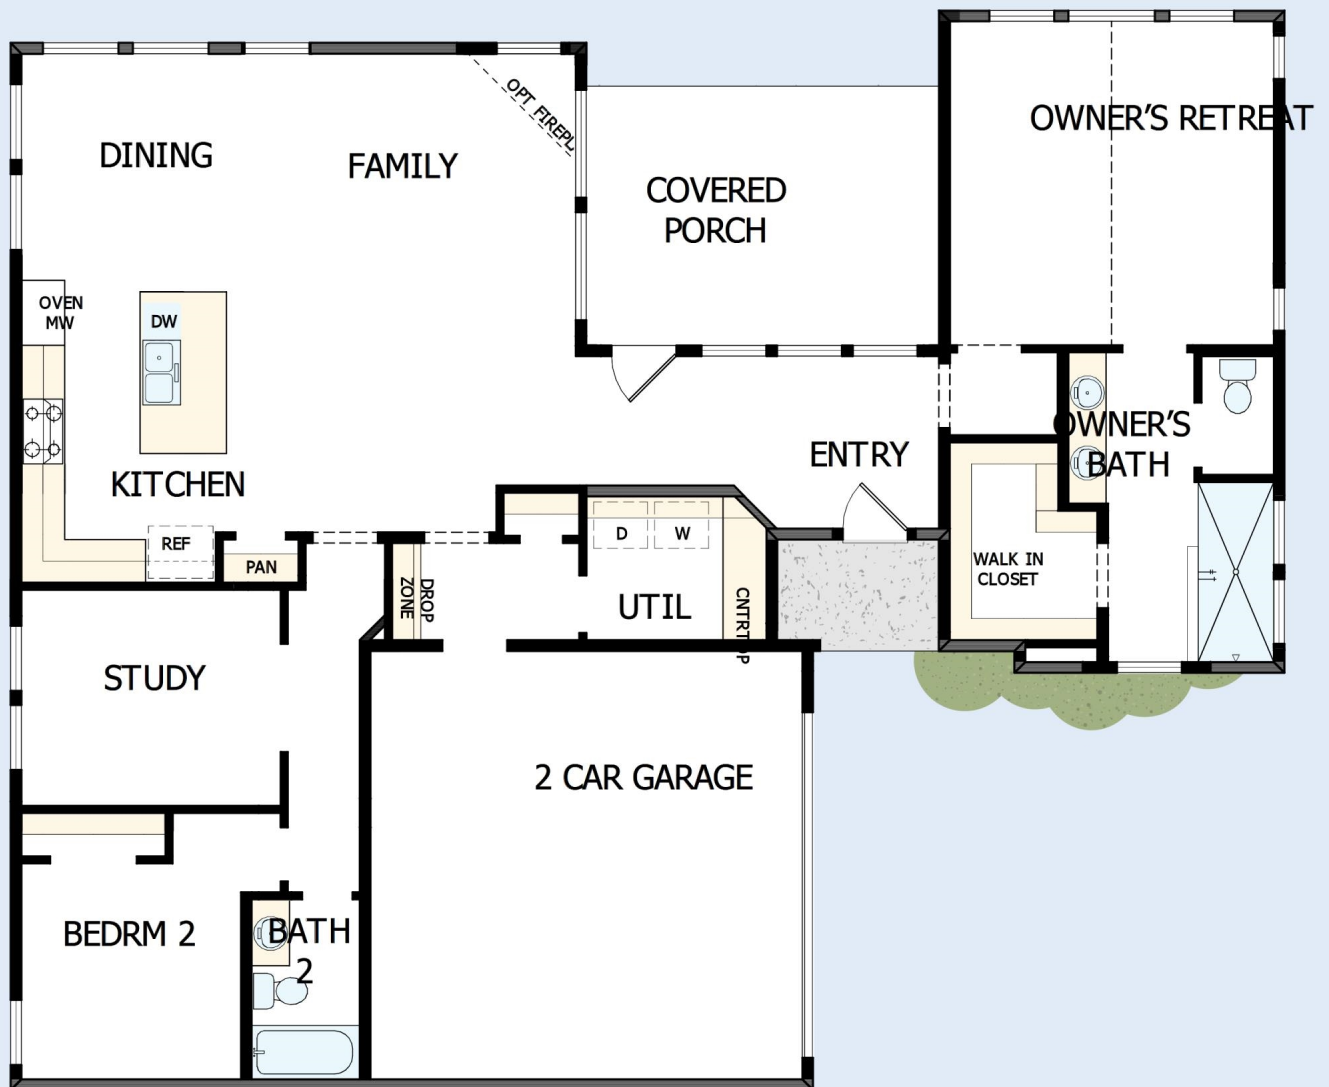 OWNER'S RETREAT
OPT FIREPL
DINING
FAMILY
COVERED
PORCH
OVEN
MW
DW
OWNER'S
BATH
ENTRY
KITCHEN
REF
PAN
D
W
WALK IN
CLOSET
DROP
ZONE
UTIL
CNTRTOP
STUDY
2 CAR GARAGE
BEDRM 2
BATH
2